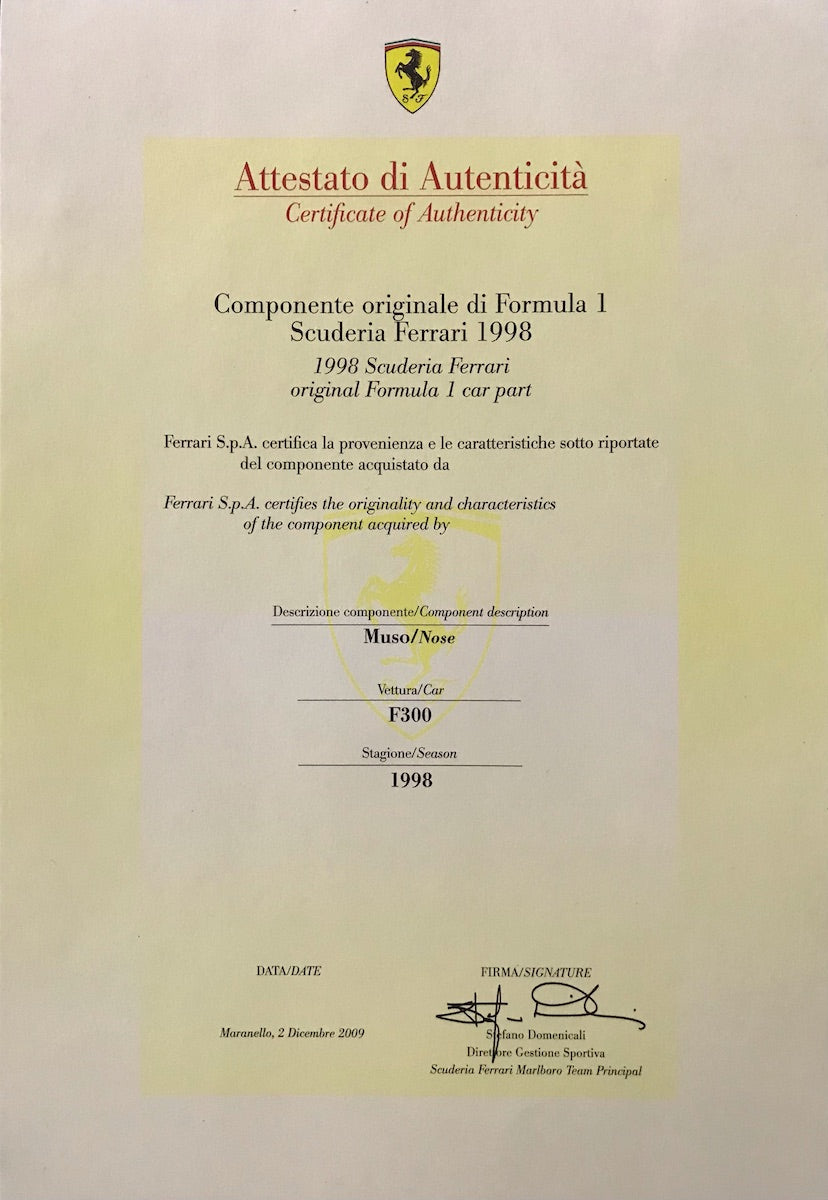 S F
Attestato di Autenticità
Certificate of Authenticity
Componente originale di Formula 1
Scuderia Ferrari 1998
1998 Scuderia Ferrari
original Formula 1 car part
Ferrari S.p.A. certifica la provenienza e le caratteristiche sotto riportate
del componente acquistato da
Ferrari S.p.A. certifies the originality and characteristics
of the component acquired by
Descrizione componente/Component description
Muso/Nose
Vettura/Car
F300
Stagione/Season
1998
DATA/DATE
FIRMA/SIGNATURE
Maranello, 2 Dicembre 2009
Stefano Domenicali
Direttore Gestione Sportiva
Scuderia Ferrari Marlboro Team Principal